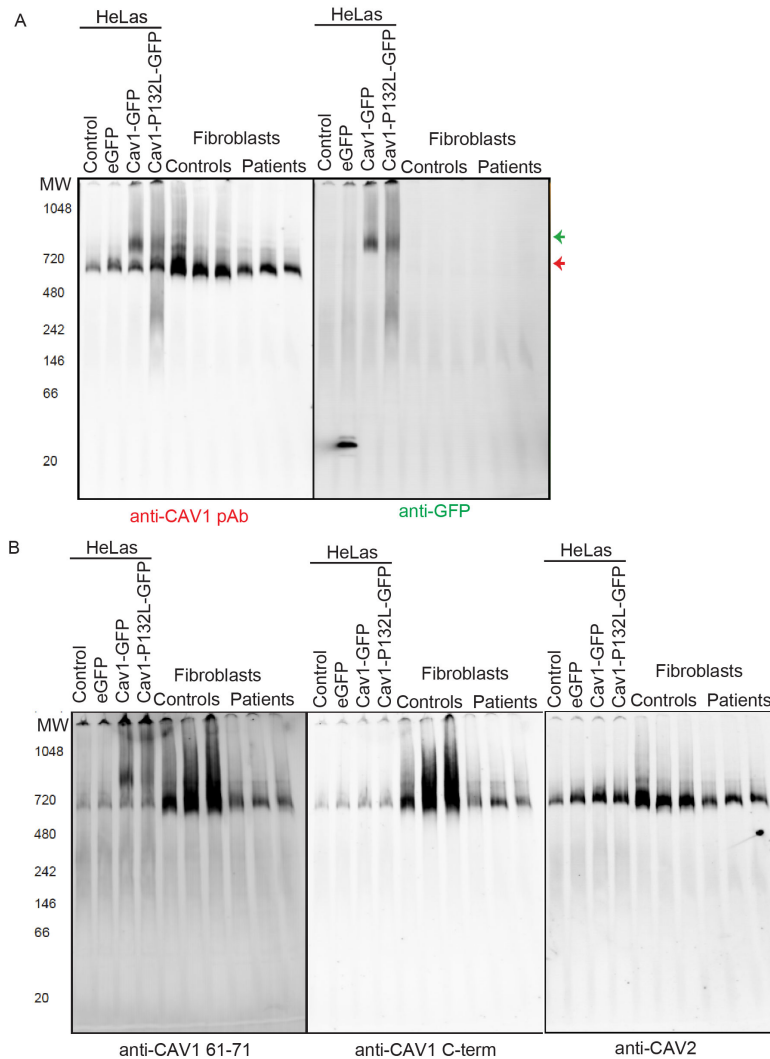 A
HeLas
HeLas
Control
eGFP
Cav1-GFP
Cav1-P132L-GFP
Fibroblasts
Controls
Patients
Control
eGFP
Cav1-GFP
Cav1-P132L-GFP
Fibroblasts
Controls
Patients
MW
1048
720
480
242
146
66
20
anti-CAV1 pAb
anti-GFP
B
HeLas
HeLas
HeLas
Control
eGFP
Cav1-GFP
Cav1-P132L-GFP
Fibroblasts
Controls
Patients
Control
eGFP
Cav1-GFP
Cav1-P132L-GFP
Fibroblasts
Controls
Patients
Control
eGFP
Cav1-GFP
Cav1-P132L-GFP
Fibroblasts
Controls
Patients
MW
1048
720
480
242
146
66
20
anti-CAV1 61-71
anti-CAV1 C-term
anti-CAV2